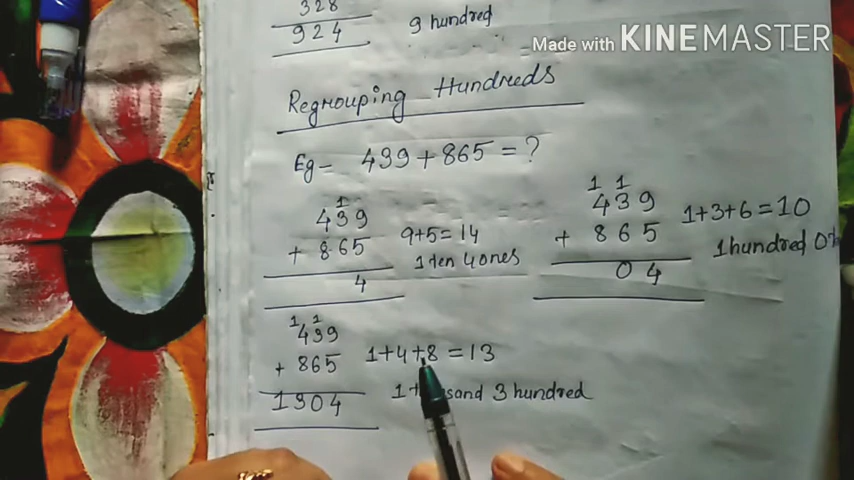 328
924 9 hundred
Made with KINEMASTER
Regrouping Hundreds
Eg- 439+865=?
1
439
+ 865
4
9+5=14
1 ten 4 ones
1 1
439
+ 865
04
1+3+6=10
1 hundred 0
1 1
439
+ 865
1304
1+4+8=13
3 hundred